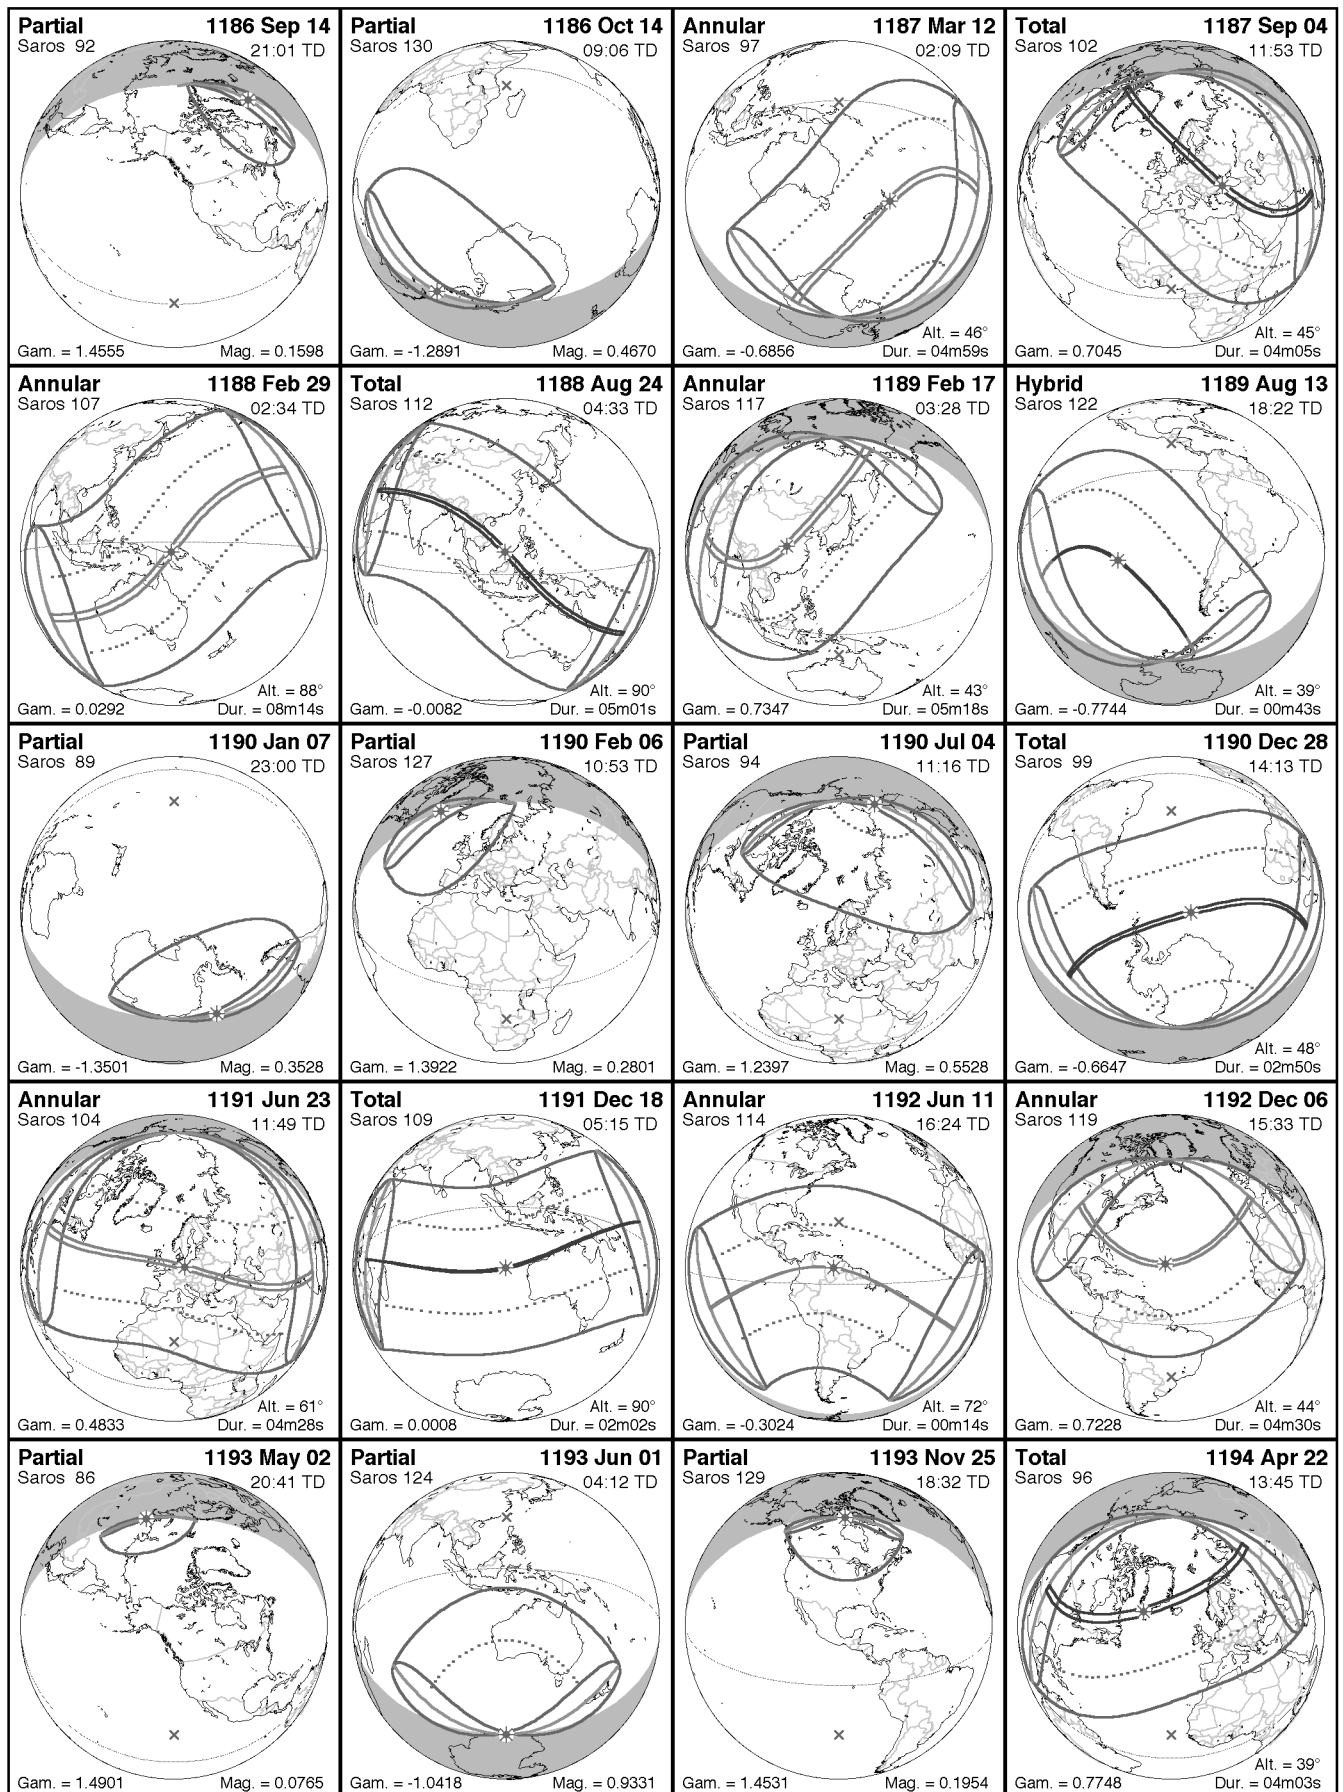 Partial 1186 Sep 14
Saros 92 21:01 TD
Gam. = 1.4555 Mag. = 0.1598
Partial 1186 Oct 14
Saros 130 09:06 TD
Gam. = -1.2891 Mag. = 0.4670
Annular 1187 Mar 12
Saros 97 02:09 TD
Alt. = 46°
Gam. = -0.6856 Dur. = 04m59s
Total 1187 Sep 04
Saros 102 11:53 TD
Alt. = 45°
Gam. = 0.7045 Dur. = 04m05s
Annular 1188 Feb 29
Saros 107 02:34 TD
Alt. = 88°
Gam. = 0.0292 Dur. = 08m14s
Total 1188 Aug 24
Saros 112 04:33 TD
Alt. = 90°
Gam. = -0.0082 Dur. = 05m01s
Annular 1189 Feb 17
Saros 117 03:28 TD
Alt. = 43°
Gam. = 0.7347 Dur. = 05m18s
Hybrid 1189 Aug 13
Saros 122 18:22 TD
Alt. = 39°
Gam. = -0.7744 Dur. = 00m43s
Partial 1190 Jan 07
Saros 89 23:00 TD
Gam. = -1.3501 Mag. = 0.3528
Partial 1190 Feb 06
Saros 127 10:53 TD
Gam. = 1.3922 Mag. = 0.2801
Partial 1190 Jul 04
Saros 94 11:16 TD
Gam. = 1.2397 Mag. = 0.5528
Total 1190 Dec 28
Saros 99 14:13 TD
Alt. = 48°
Gam. = -0.6647 Dur. = 02m50s
Annular 1191 Jun 23
Saros 104 11:49 TD
Alt. = 61°
Gam. = 0.4833 Dur. = 04m28s
Total 1191 Dec 18
Saros 109 05:15 TD
Alt. = 90°
Gam. = 0.0008 Dur. = 02m02s
Annular 1192 Jun 11
Saros 114 16:24 TD
Alt. = 72°
Gam. = -0.3024 Dur. = 00m14s
Annular 1192 Dec 06
Saros 119 15:33 TD
Alt. = 44°
Gam. = 0.7228 Dur. = 04m30s
Partial 1193 May 02
Saros 86 20:41 TD
Gam. = 1.4901 Mag. = 0.0765
Partial 1193 Jun 01
Saros 124 04:12 TD
Gam. = -1.0418 Mag. = 0.9331
Partial 1193 Nov 25
Saros 129 18:32 TD
Gam. = 1.4531 Mag. = 0.1954
Total 1194 Apr 22
Saros 96 13:45 TD
Alt. = 39°
Gam. = 0.7748 Dur. = 04m03s